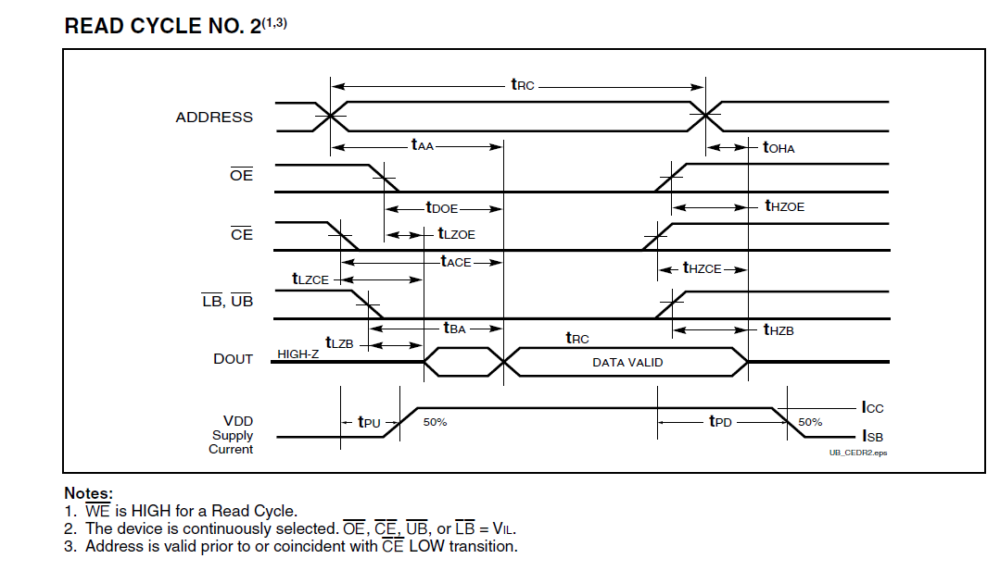 READ CYCLE NO. 2(1,3)
tRC
ADDRESS
tAA
tOHA
OE
tDOE
tHZOE
CE
tLZOE
tACE
tHZCE
tLZCE
LB, UB
tBA
tRC
tHZB
tLZB
DOUT
HIGH-Z
DATA VALID
VDD
Supply
Current
tPU
50%
tPD
50%
ICC
ISB
UB_CEDR2.eps
Notes:
1. WE is HIGH for a Read Cycle.
2. The device is continuously selected. OE, CE, UB, or LB = VIL.
3. Address is valid prior to or coincident with CE LOW transition.